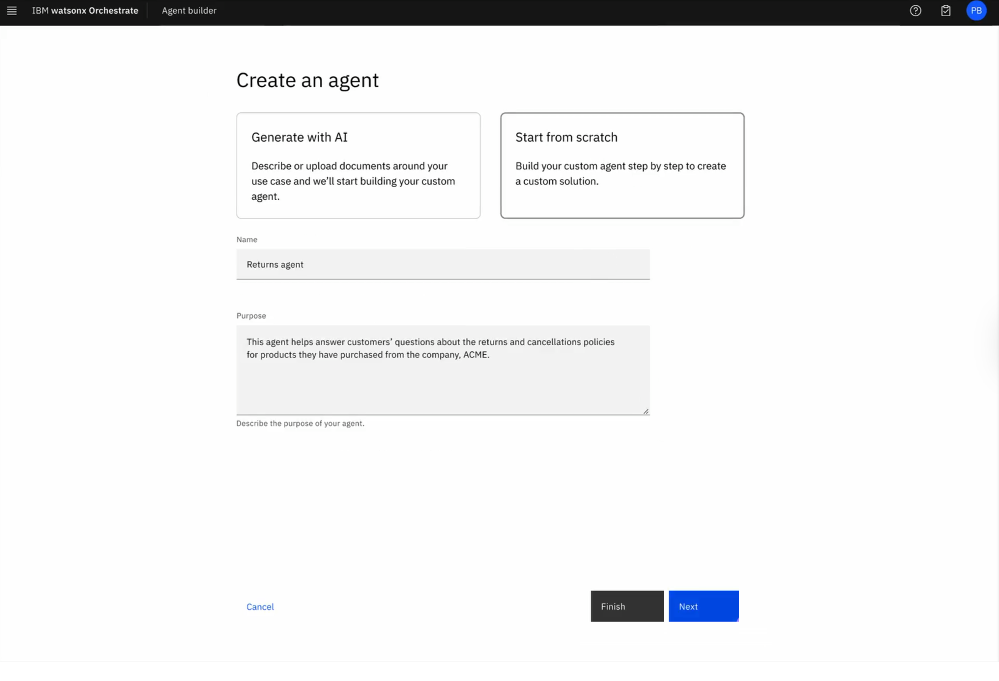 IBM watsonx Orchestrate Agent builder PB
Create an agent
Generate with AI
Describe or upload documents around your
use case and we’ll start building your custom
agent.
Start from scratch
Build your custom agent step by step to create
a custom solution.
Name
Returns agent
Purpose
This agent helps answer customers’ questions about the returns and cancellations policies
for products they have purchased from the company, ACME.
Describe the purpose of your agent.
Cancel
Finish
Next